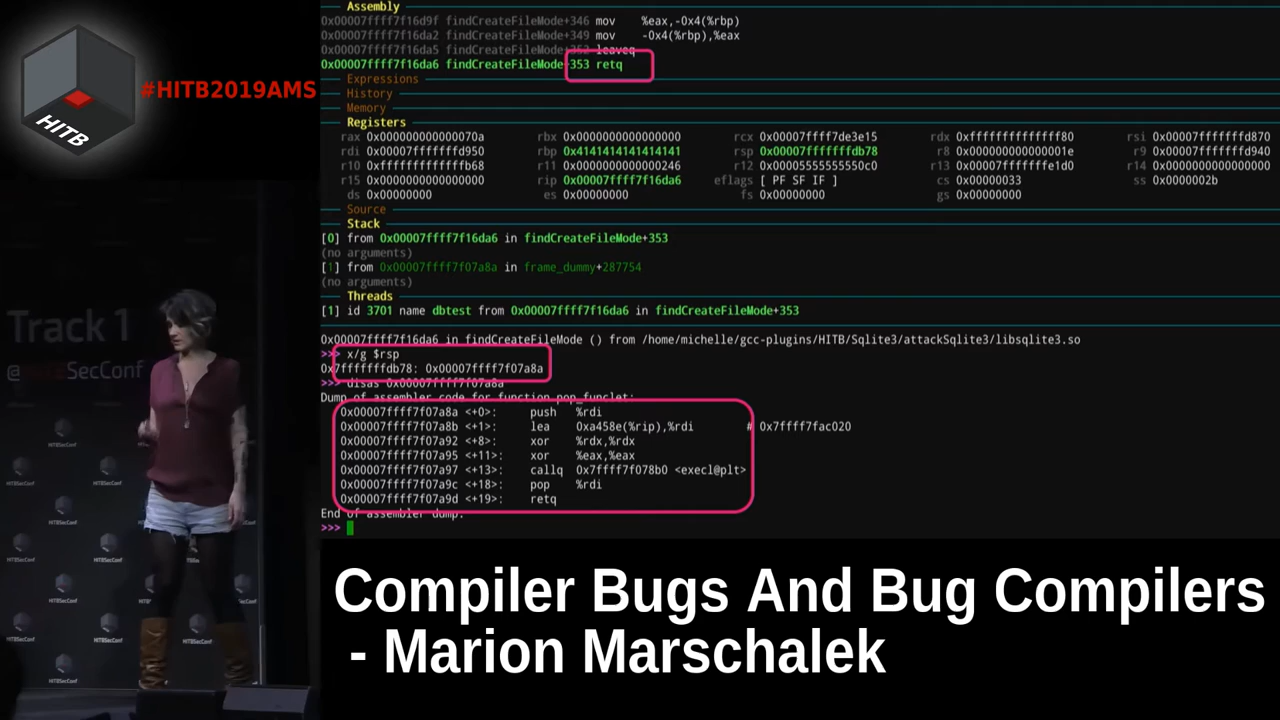 HITB
#HITB2019AMS
Track 1
SecConf
HITBSecConf
Assembly
0x00007ffff7f16d9f findCreateFileMode+346 mov %eax,-0x4(%rbp)
0x00007ffff7f16da2 findCreateFileMode+349 mov -0x4(%rbp),%eax
0x00007ffff7f16da5 findCreateFileMode+352 leaveq
0x00007ffff7f16da6 findCreateFileMode+353 retq
Expressions
History
Memory
Registers
rax 0x000000000000070a rbx 0x0000000000000000 rcx 0x00007ffff7de3e15 rdx 0xffffffffffffff80 rsi 0x00007fffffffd870
rdi 0x00007fffffffd950 rbp 0x4141414141414141 rsp 0x00007fffffffdb78 r8 0x000000000000001e r9 0x00007fffffffd940
r10 0xfffffffffffffb68 r11 0x0000000000000246 r12 0x00005555555550c0 r13 0x00007fffffffe1d0 r14 0x0000000000000000
r15 0x0000000000000000 rip 0x00007ffff7f16da6 eflags [ PF SF IF ] cs 0x00000033 ss 0x0000002b
ds 0x00000000 es 0x00000000 fs 0x00000000 gs 0x00000000
Source
Stack
[0] from 0x00007ffff7f16da6 in findCreateFileMode+353
(no arguments)
[1] from 0x00007ffff7f07a8a in frame_dummy+287754
(no arguments)
Threads
[1] id 3701 name dbtest from 0x00007ffff7f16da6 in findCreateFileMode+353
0x00007ffff7f16da6 in findCreateFileMode () from /home/michelle/gcc-plugins/HITB/Sqlite3/attackSqlite3/libsqlite3.so
>>> x/g $rsp
0x7fffffffdb78: 0x00007ffff7f07a8a
>>> disas 0x00007ffff7f07a8a
Dump of assembler code for function pop_funclet:
0x00007ffff7f07a8a <+0>: push %rdi
0x00007ffff7f07a8b <+1>: lea 0xa458e(%rip),%rdi # 0x7ffff7fac020
0x00007ffff7f07a92 <+8>: xor %rdx,%rdx
0x00007ffff7f07a95 <+11>: xor %eax,%eax
0x00007ffff7f07a97 <+13>: callq 0x7ffff7f078b0 <execl@plt>
0x00007ffff7f07a9c <+18>: pop %rdi
0x00007ffff7f07a9d <+19>: retq
End of assembler dump.
>>>
Compiler Bugs And Bug Compilers
- Marion Marschalek